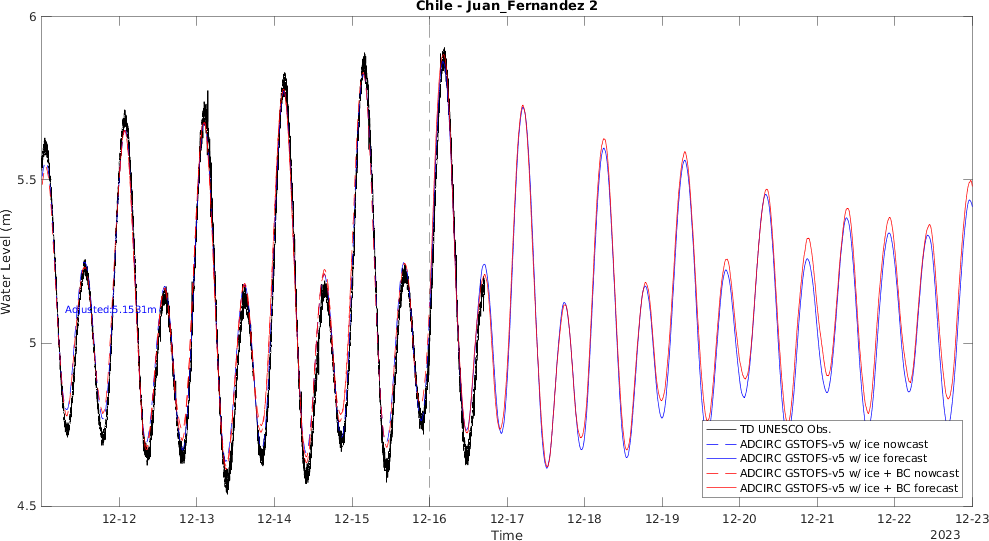 Chile - Juan_Fernandez 2
6
5.5
5
4.5
Water Level (m)
Adjusted:5.1531m
TD UNESCO Obs.
ADCIRC GSTOFS-v5 w/ ice nowcast
ADCIRC GSTOFS-v5 w/ ice forecast
ADCIRC GSTOFS-v5 w/ ice + BC nowcast
ADCIRC GSTOFS-v5 w/ ice + BC forecast
12-12 12-13 12-14 12-15 12-16 12-17 12-18 12-19 12-20 12-21 12-22 12-23
Time
2023